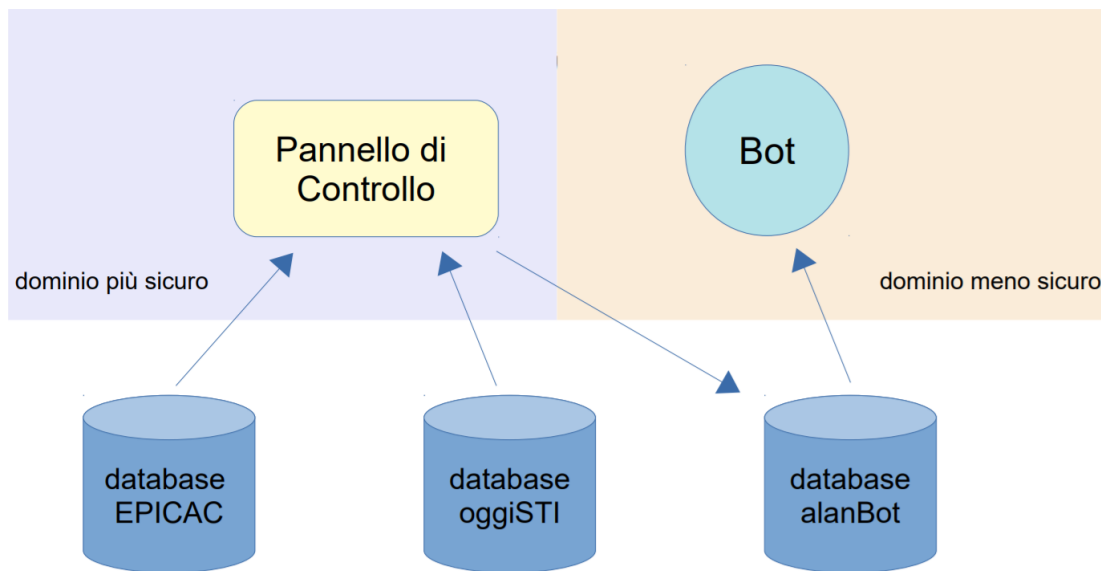 Pannello di
Controllo
Bot
dominio più sicuro
dominio meno sicuro
database
EPICAC
database
oggiSTI
database
alanBot